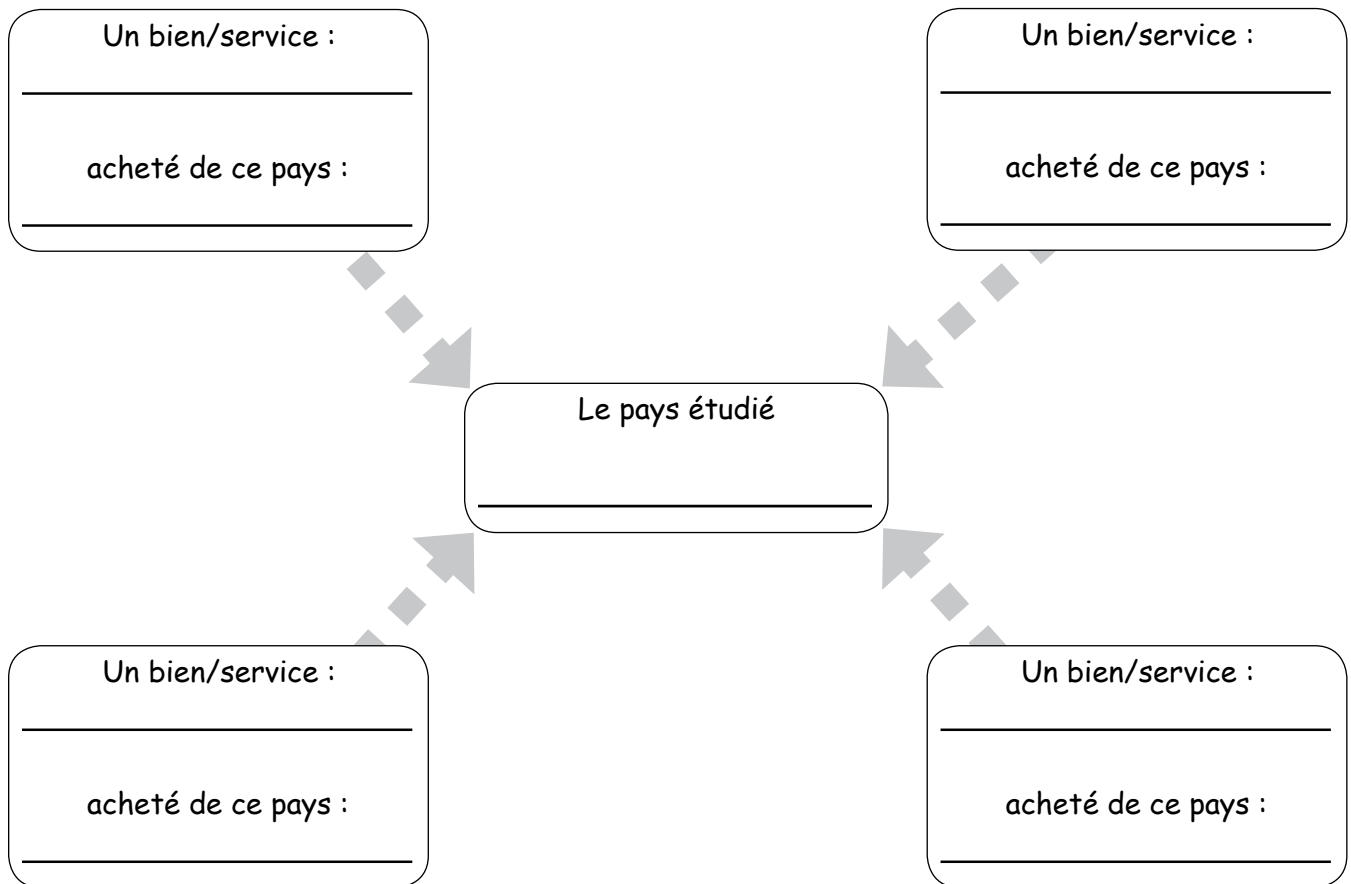 Un bien/service :
acheté de ce pays :
Un bien/service :
acheté de ce pays :
Le pays étudié
Un bien/service :
acheté de ce pays :
Un bien/service :
acheté de ce pays :